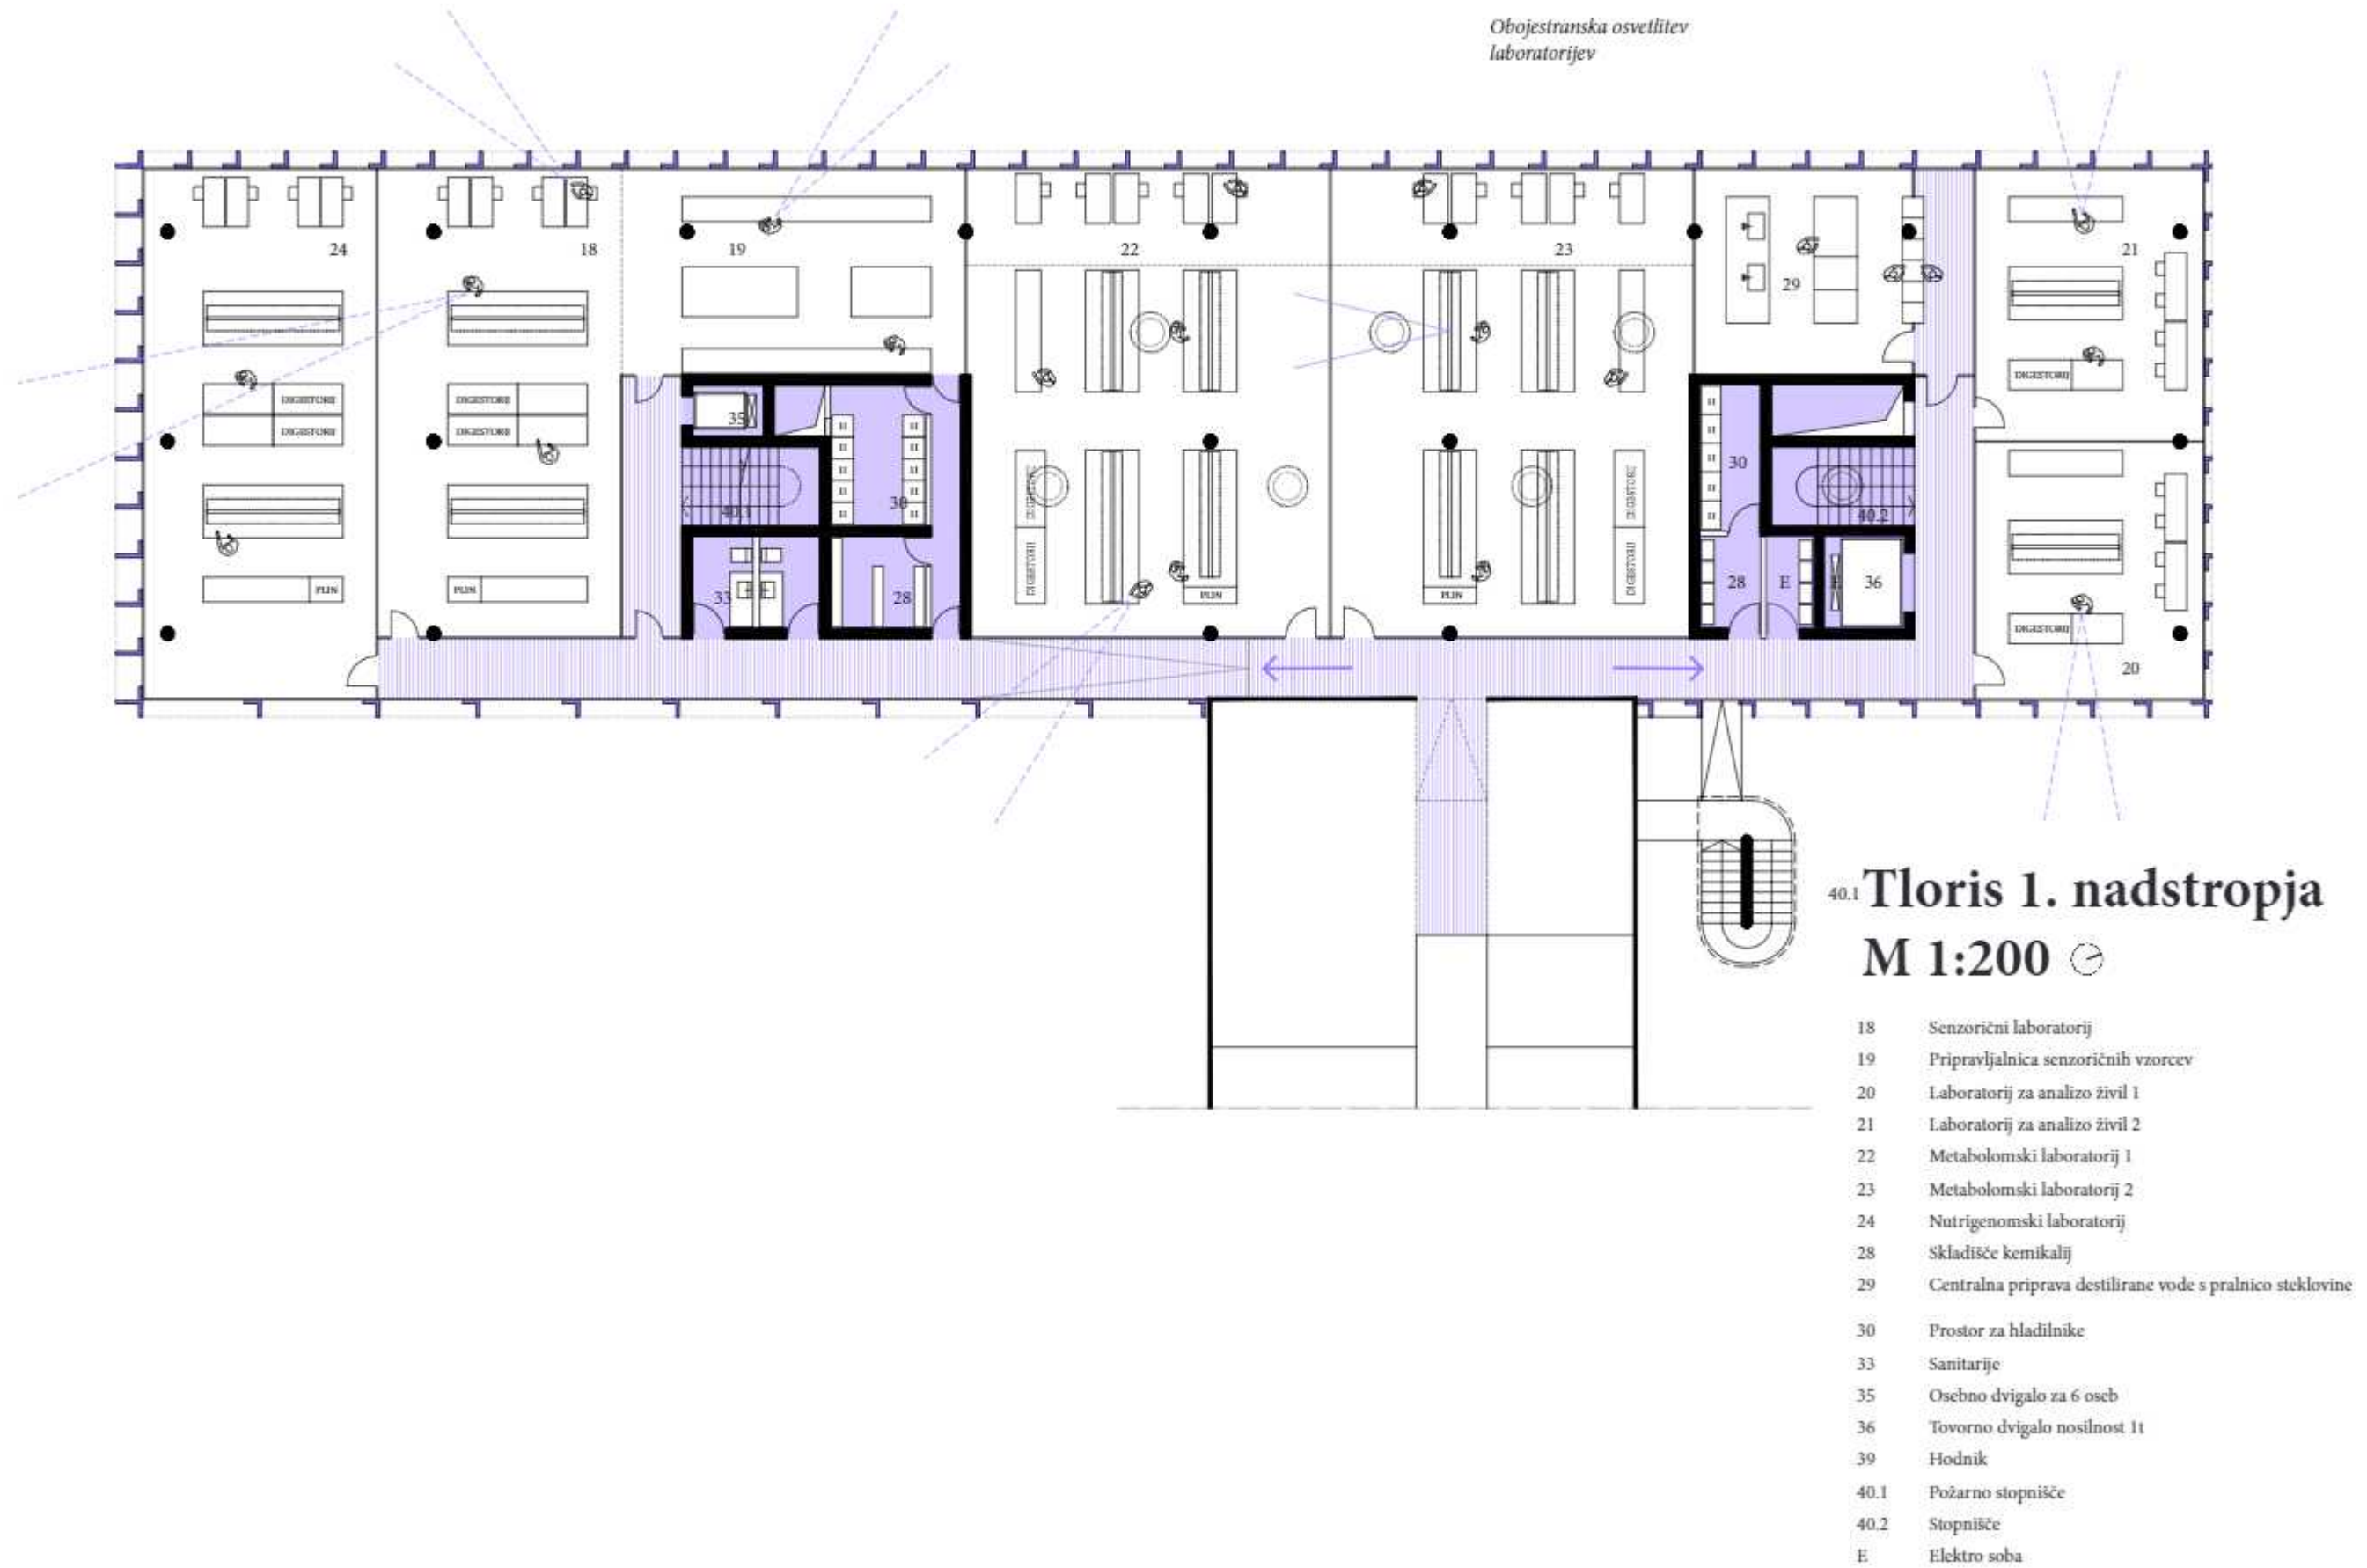 Obojestranska osvetlitev
laboratorijev
24
18
19
22
23
29
21
DIGESTORIJ
DIGESTORIJ
DIGESTORIJ
DIGESTORIJ
DIGESTORIJ
35
30
30
DIGESTORIJ
DIGESTORIJ
40.1
40.2
DIGESTORIJ
DIGESTORIJ
PLIN
PLIN
33
28
PLIN
PLIN
28
E
E
36
DIGESTORIJ
20
40.1
Tloris 1. nadstropja
M 1:200
18 Senzorični laboratorij
19 Pripravljalnica senzoričnih vzorcev
20 Laboratorij za analizo živil 1
21 Laboratorij za analizo živil 2
22 Metabolomski laboratorij 1
23 Metabolomski laboratorij 2
24 Nutrigenomski laboratorij
28 Skladišče kemikalij
29 Centralna priprava destilirane vode s pralnico steklovine
30 Prostor za hladilnike
33 Sanitarije
35 Osebno dvigalo za 6 oseb
36 Tovorno dvigalo nosilnost 1t
39 Hodnik
40.1 Požarno stopnišče
40.2 Stopnišče
E Elektro soba